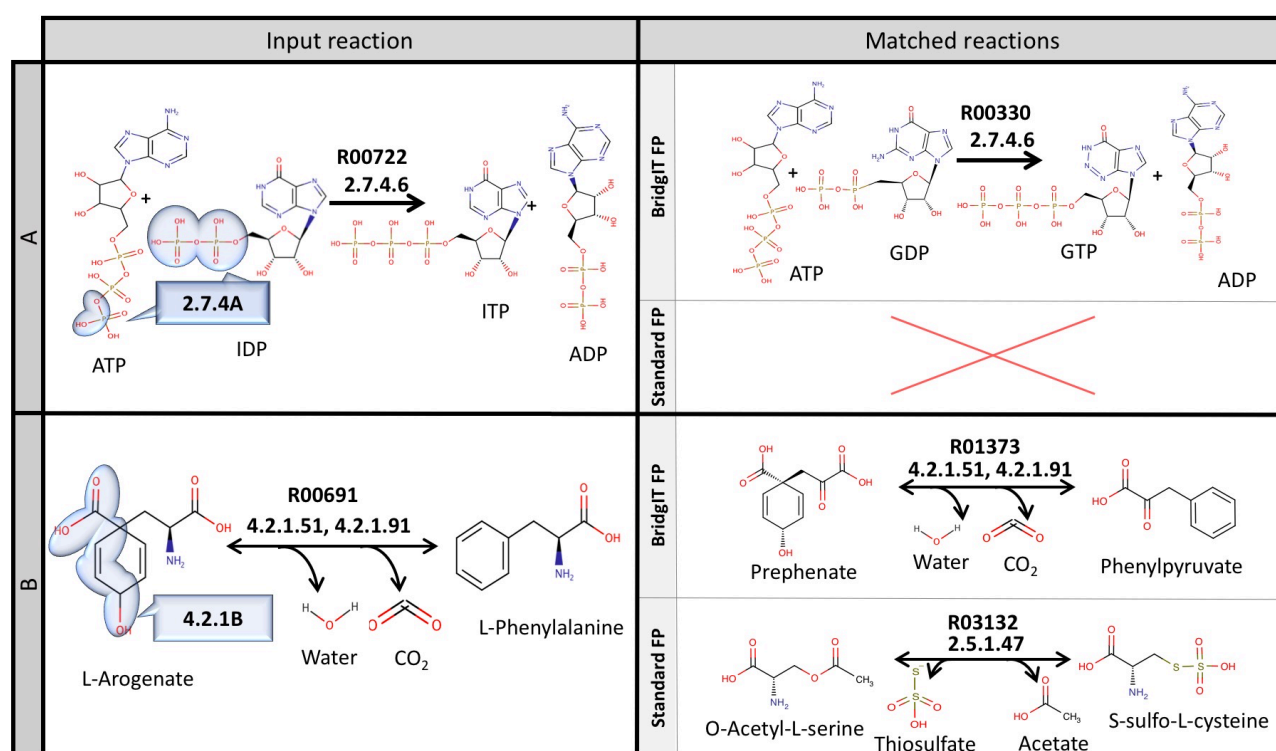 Input reaction
Matched reactions
A
R00722
2.7.4.6
2.7.4A
ATP
+
IDP
ITP
+
ADP
BridgIT FP
R00330
2.7.4.6
ATP
+
GDP
GTP
+
ADP
Standard FP
B
R00691
4.2.1.51, 4.2.1.91
4.2.1B
L-Arogenate
Water
CO2
L-Phenylalanine
BridgIT FP
R01373
4.2.1.51, 4.2.1.91
Prephenate
Water
CO2
Phenylpyruvate
Standard FP
R03132
2.5.1.47
O-Acetyl-L-serine
Thiosulfate
Acetate
S-sulfo-L-cysteine